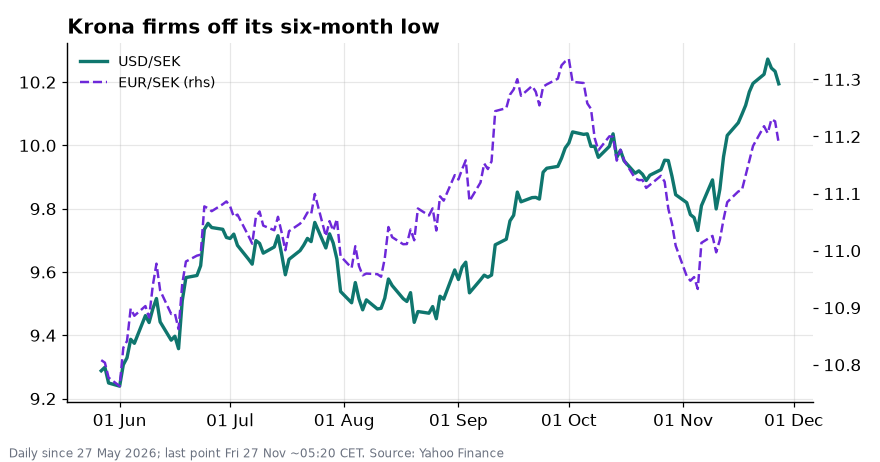 Krona firms off its six-month low
USD/SEK
EUR/SEK (rhs)
10.2
10.0
9.8
9.6
9.4
9.2
11.3
11.2
11.1
11.0
10.9
10.8
01 Jun 01 Jul 01 Aug 01 Sep 01 Oct 01 Nov 01 Dec
Daily since 27 May 2026; last point Fri 27 Nov ~05:20 CET. Source: Yahoo Finance